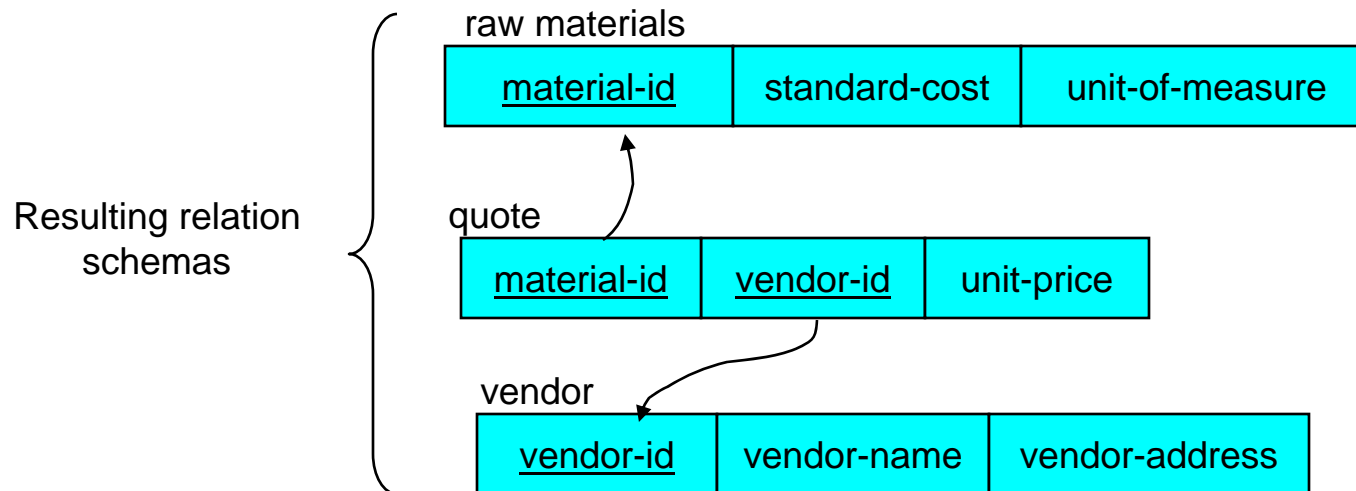 raw materials
material-id standard-cost unit-of-measure
Resulting relation
schemas
quote
material-id vendor-id unit-price
vendor
vendor-id vendor-name vendor-address